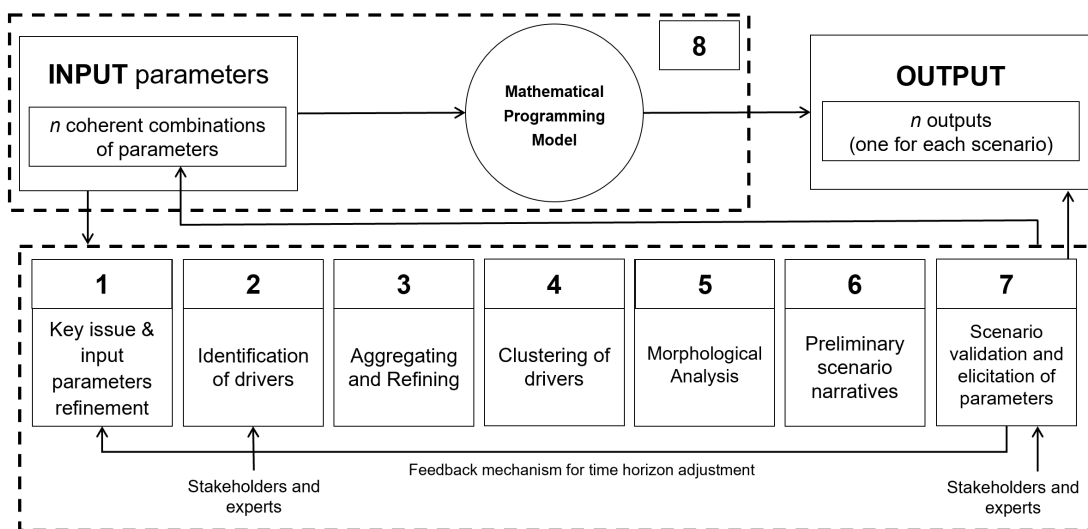 8
INPUT parameters
n coherent combinations
of parameters
Mathematical
Programming
Model
OUTPUT
n outputs
(one for each scenario)
1
Key issue &
input
parameters
refinement
2
Identification
of drivers
3
Aggregating
and Refining
4
Clustering of
drivers
5
Morphological
Analysis
6
Preliminary
scenario
narratives
7
Scenario
validation and
elicitation of
parameters
Feedback mechanism for time horizon adjustment
Stakeholders and
experts
Stakeholders and
experts